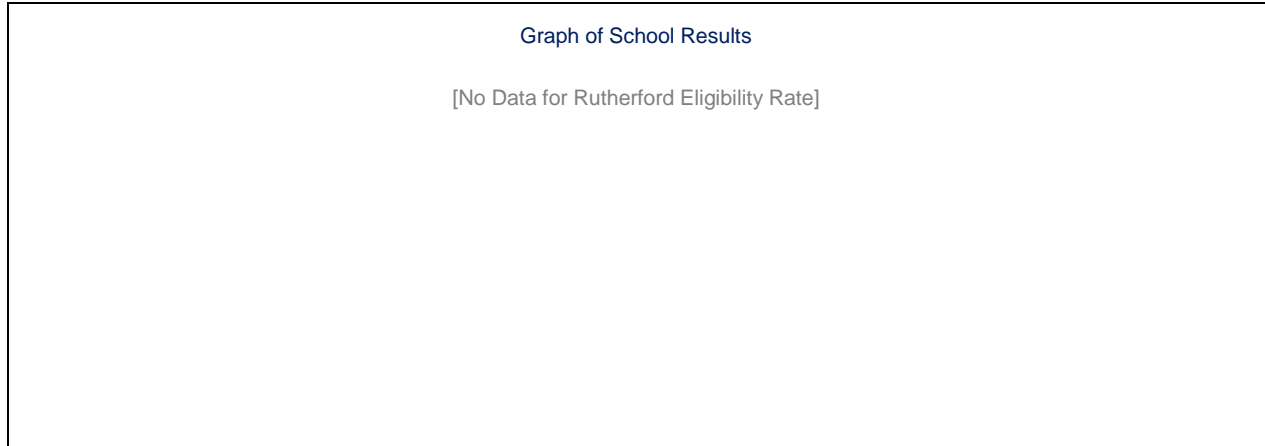 Graph of School Results
[No Data for Rutherford Eligibility Rate]